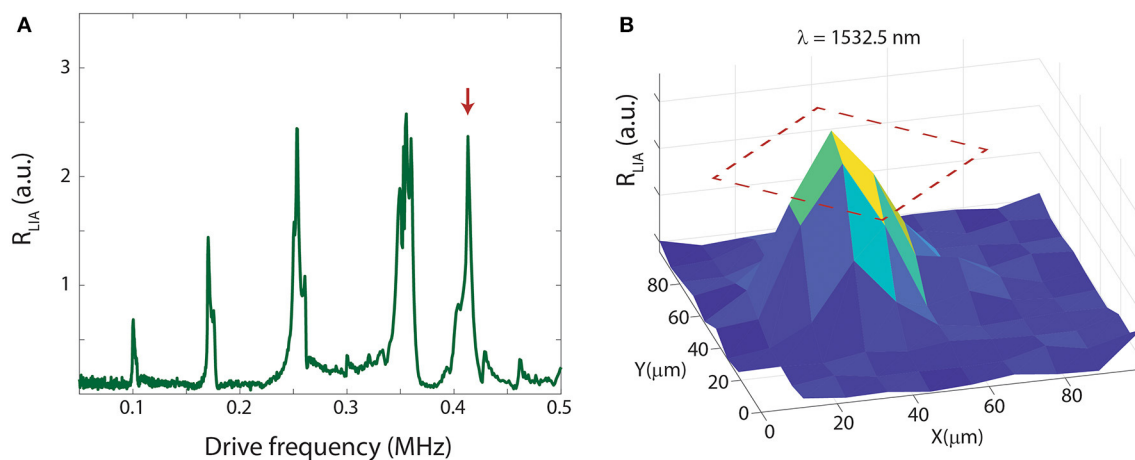 A
R_LIA (a.u.)
3
2
1
0.1 0.2 0.3 0.4 0.5
Drive frequency (MHz)
B
λ = 1532.5 nm
R_LIA (a.u.)
80
60
40
20
0
Y(μm)
0 20 40 60 80
X(μm)